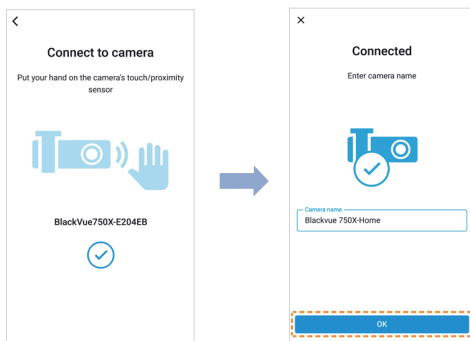 Connect to camera
Put your hand on the camera's touch/proximity
sensor
BlackVue750X-E204EB
Connected
Enter camera name
Camera name
Blackvue 750X-Home
OK